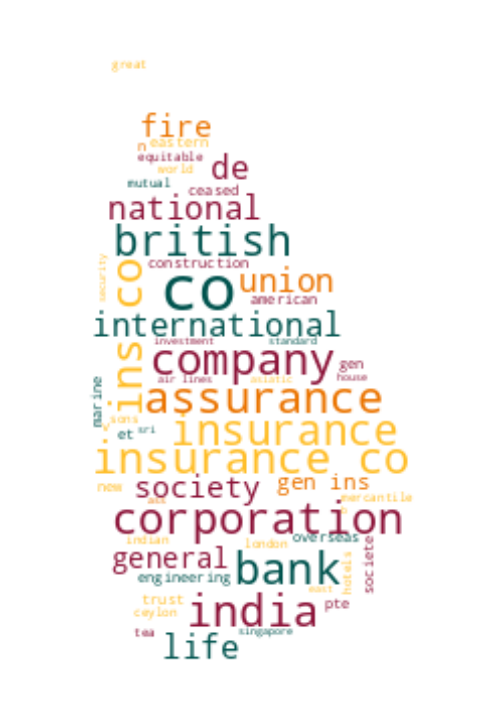 great
fire
n eastern
equitable
world de
mutual
ceased
national
british
security construction
co co union
american
international
investment standard
ins company gen
air lines asiatic house
marine assurance
sons
et sri insurance
insurance co
new society gen ins
mercantile
corporation
indian london overseas
general bank hotels societe
engineering
east
trust india pte
ceylon
tea life singapore